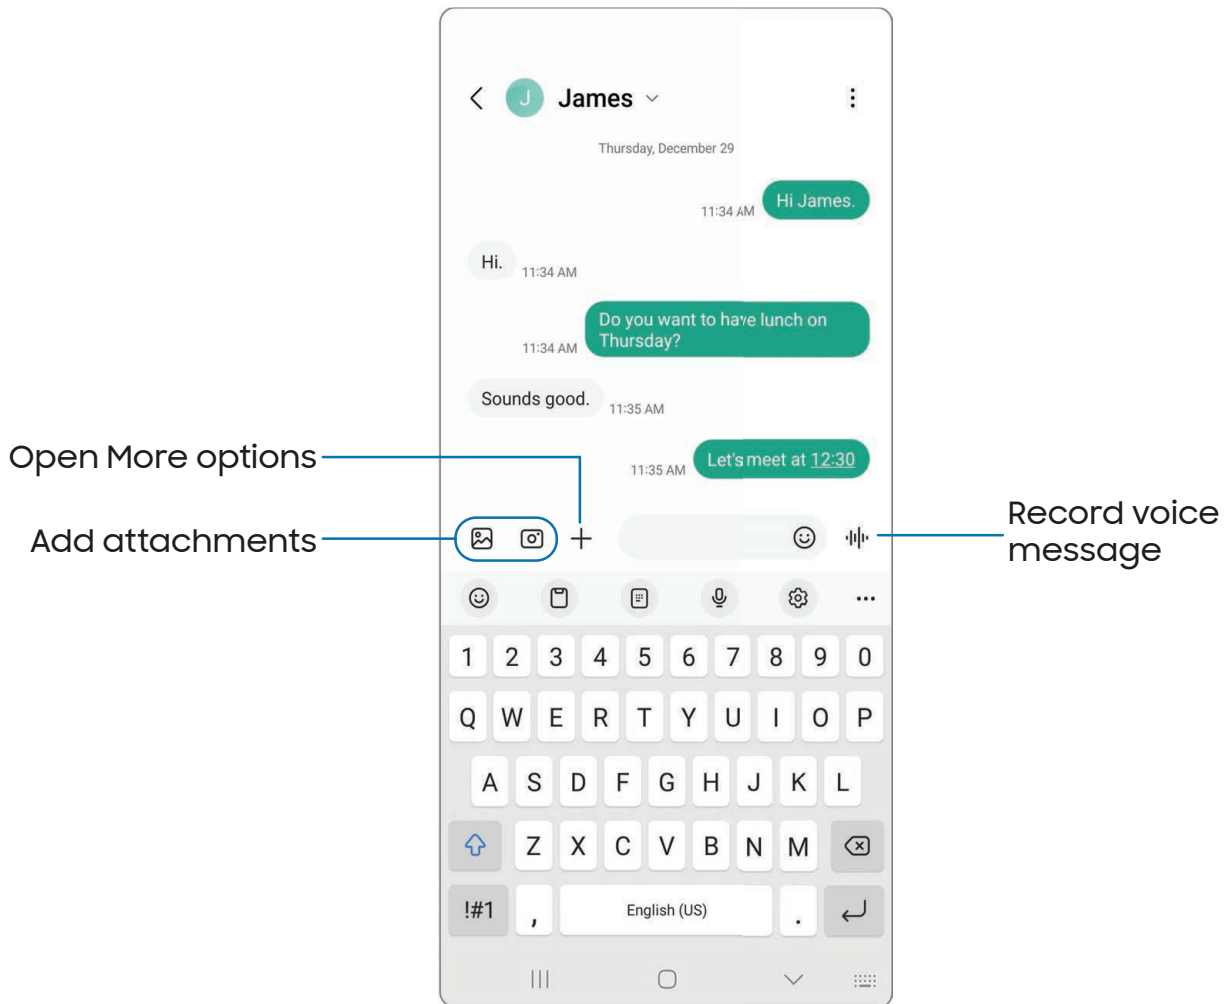 J James
Thursday, December 29
11:34 AM Hi James.
Hi. 11:34 AM
Do you want to have lunch on
Thursday?
11:34 AM
Sounds good. 11:35 AM
11:35 AM Let's meet at 12:30
Open More options
Add attachments
Record voice
message
1 2 3 4 5 6 7 8 9 0
Q W E R T Y U I O P
A S D F G H J K L
Z X C V B N M
!#1 , English (US) .